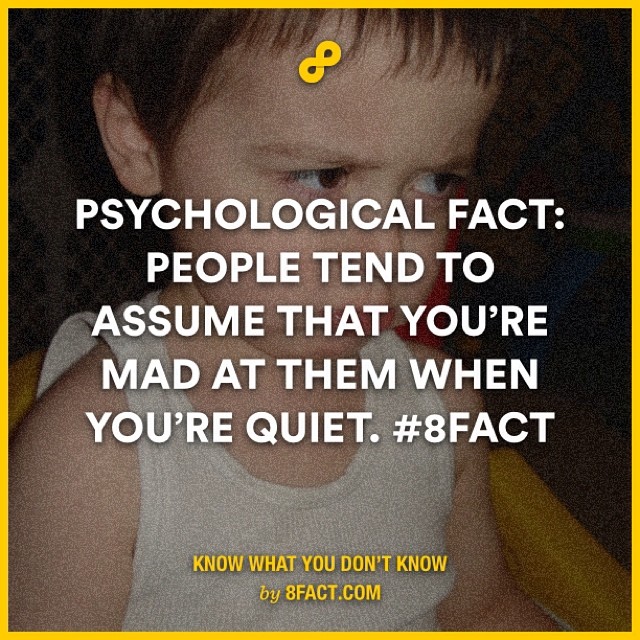 PSYCHOLOGICAL FACT:
PEOPLE TEND TO
ASSUME THAT YOU’RE
MAD AT THEM WHEN
YOU’RE QUIET. #8FACT
KNOW WHAT YOU DON’T KNOW
by 8FACT.COM